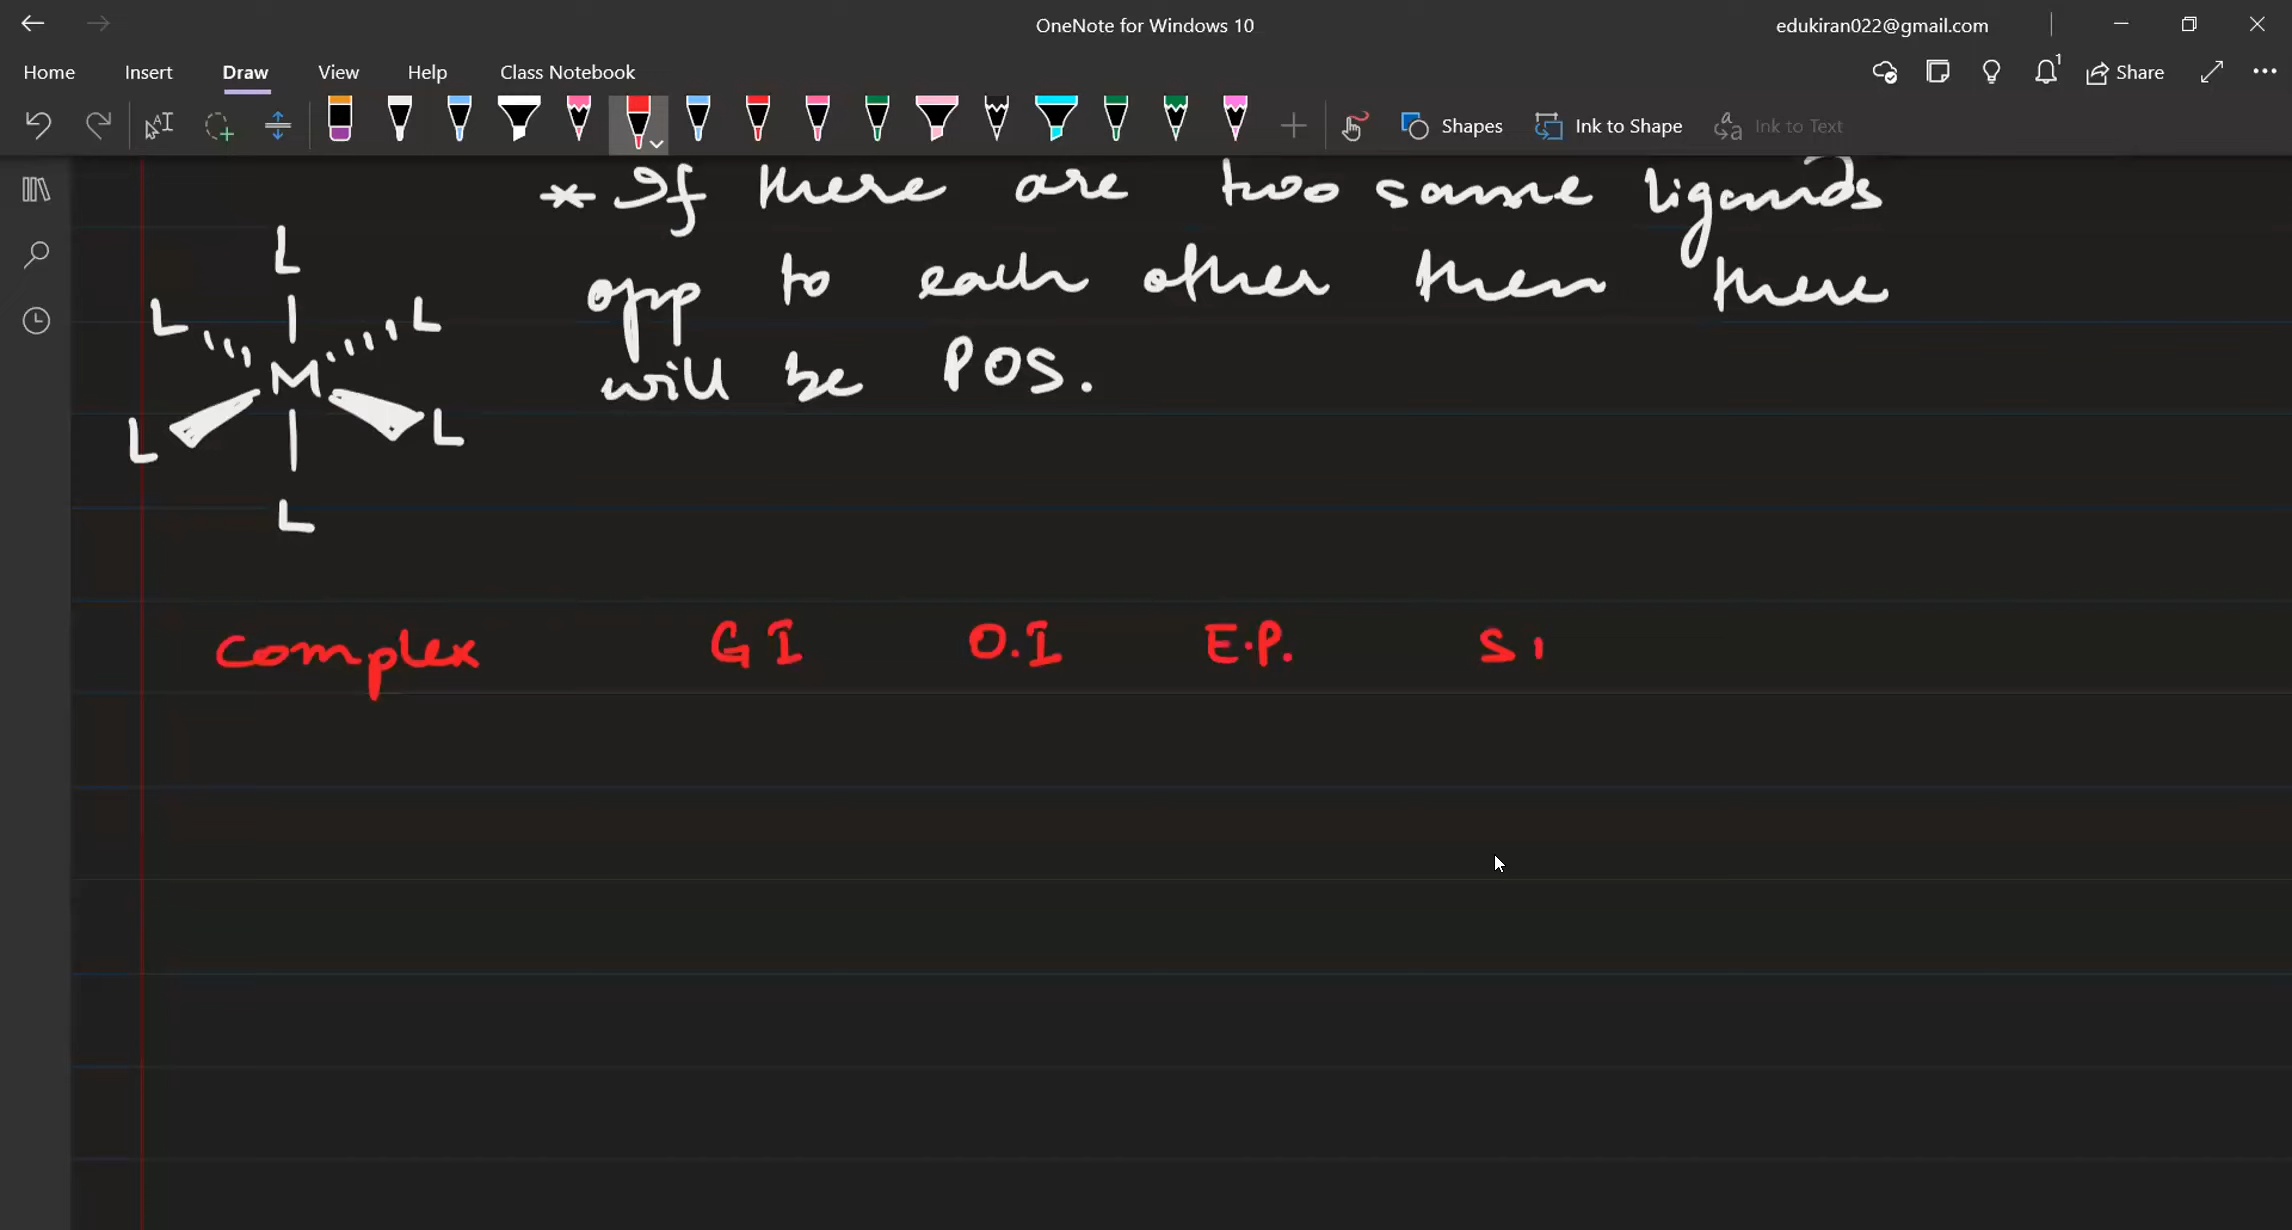 OneNote for Windows 10
edukiran022@gmail.com
Home Insert Draw View Help Class Notebook
1 Share
Shapes Ink to Shape Ink to Text
* If there are two same ligands
opp to each other then there
will be POS.
L
L L
M
L L
L
Complex GI O.I E.P. S I